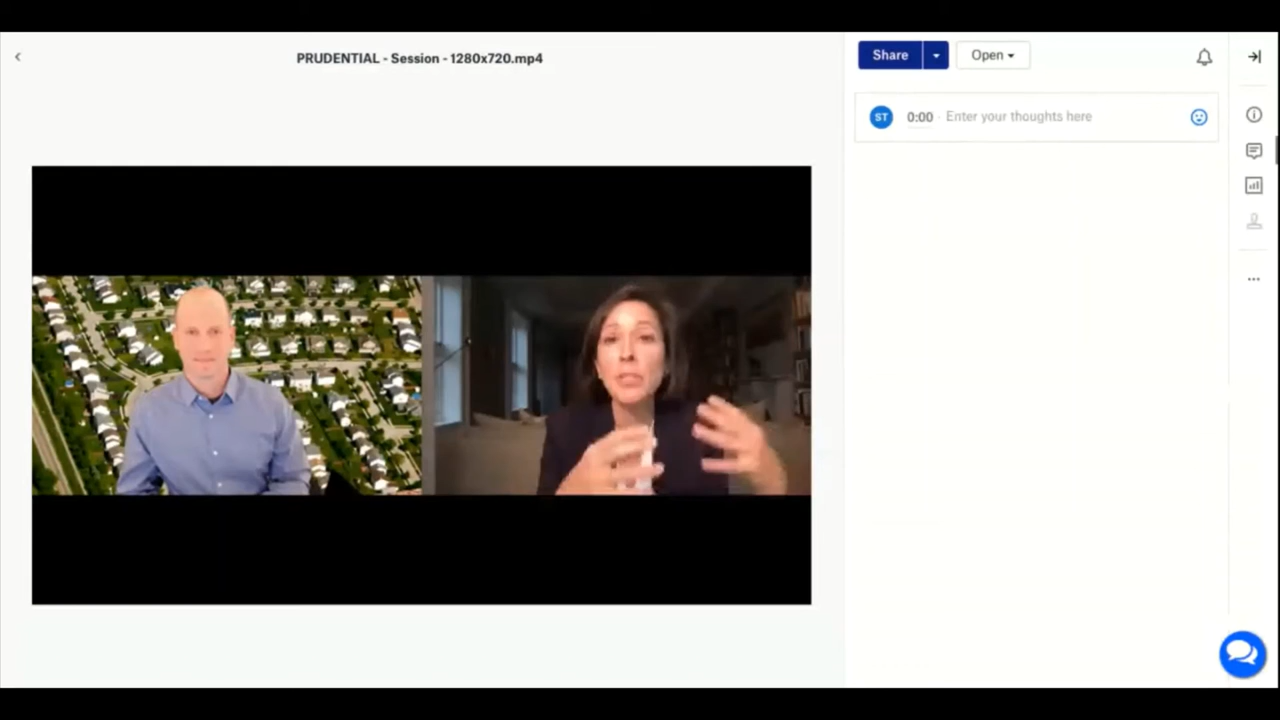 PRUDENTIAL - Session - 1280x720.mp4
Share
Open
ST 0:00 Enter your thoughts here